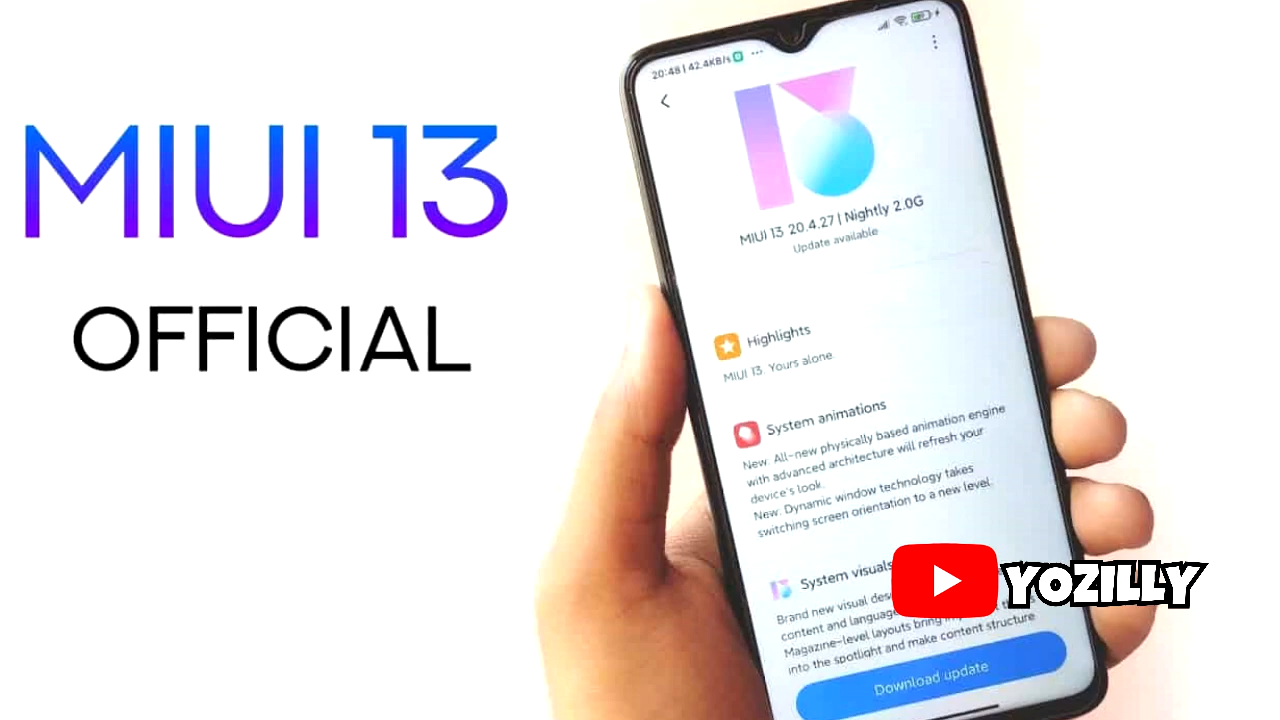 MIUI 13
OFFICIAL
20:48 | 42.4KB/s
MIUI 13 20.4.27 | Nightly 2.0G
Update available
Highlights
MIUI 13. Yours alone.
System animations
New: All-new physically based animation engine
with advanced architecture will refresh your
device's look.
New: Dynamic window technology takes
switching screen orientation to a new level.
System visuals
Brand new visual
content and language
Magazine-level layouts bring
into the spotlight and make content structure
Download update
YOZILLY